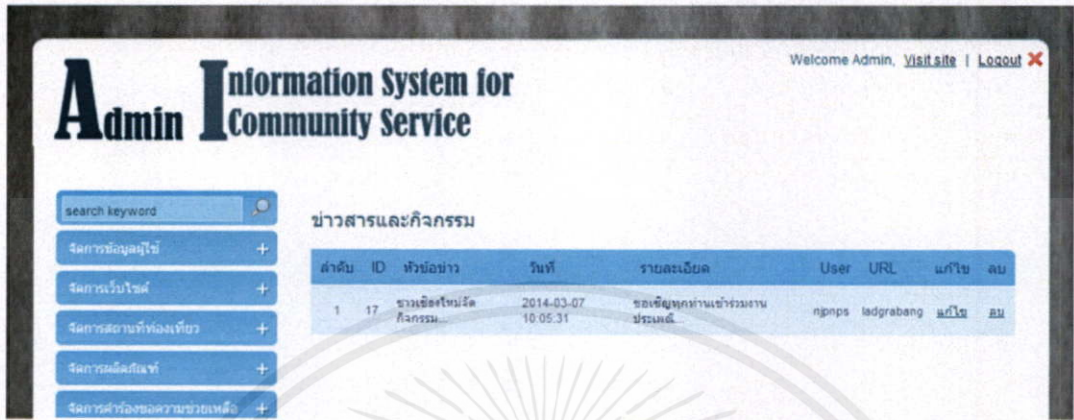 Welcome Admin, Visit site | Logout
Admin Information System for
Community Service
search keyword
จัดการข้อมูลผู้ใช้ +
จัดการเว็บไซต์ +
จัดการสถานที่ท่องเที่ยว +
จัดการผลิตภัณฑ์ +
จัดการคำร้องขอความช่วยเหลือ +
ข่าวสารและกิจกรรม
ลำดับ ID หัวข้อข่าว วันที่ รายละเอียด User URL แก้ไข ลบ
1 17 ชาวเชียงใหม่จัด 2014-03-07 ขอเชิญทุกท่านเข้าร่วมงาน njpnps ladgrabang แก้ไข ลบ
กิจกรรม... 10:05:31 ประเพณี...